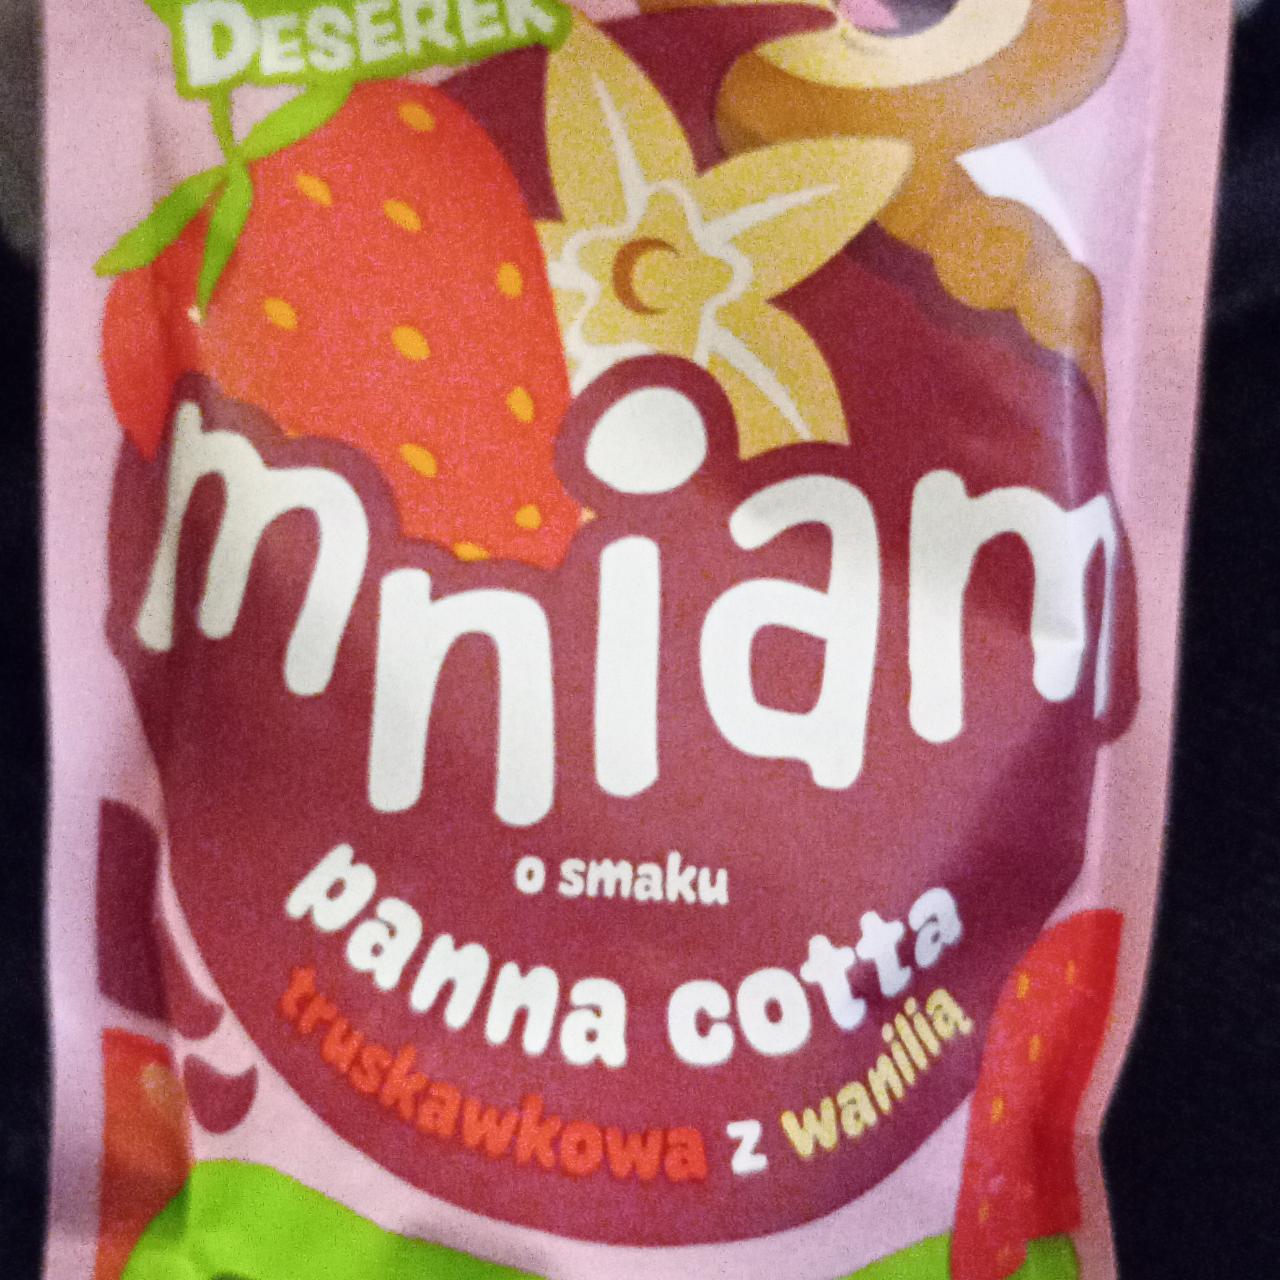 DESEREK
mniam
o smaku
panna cotta
truskawkowa z wanilią